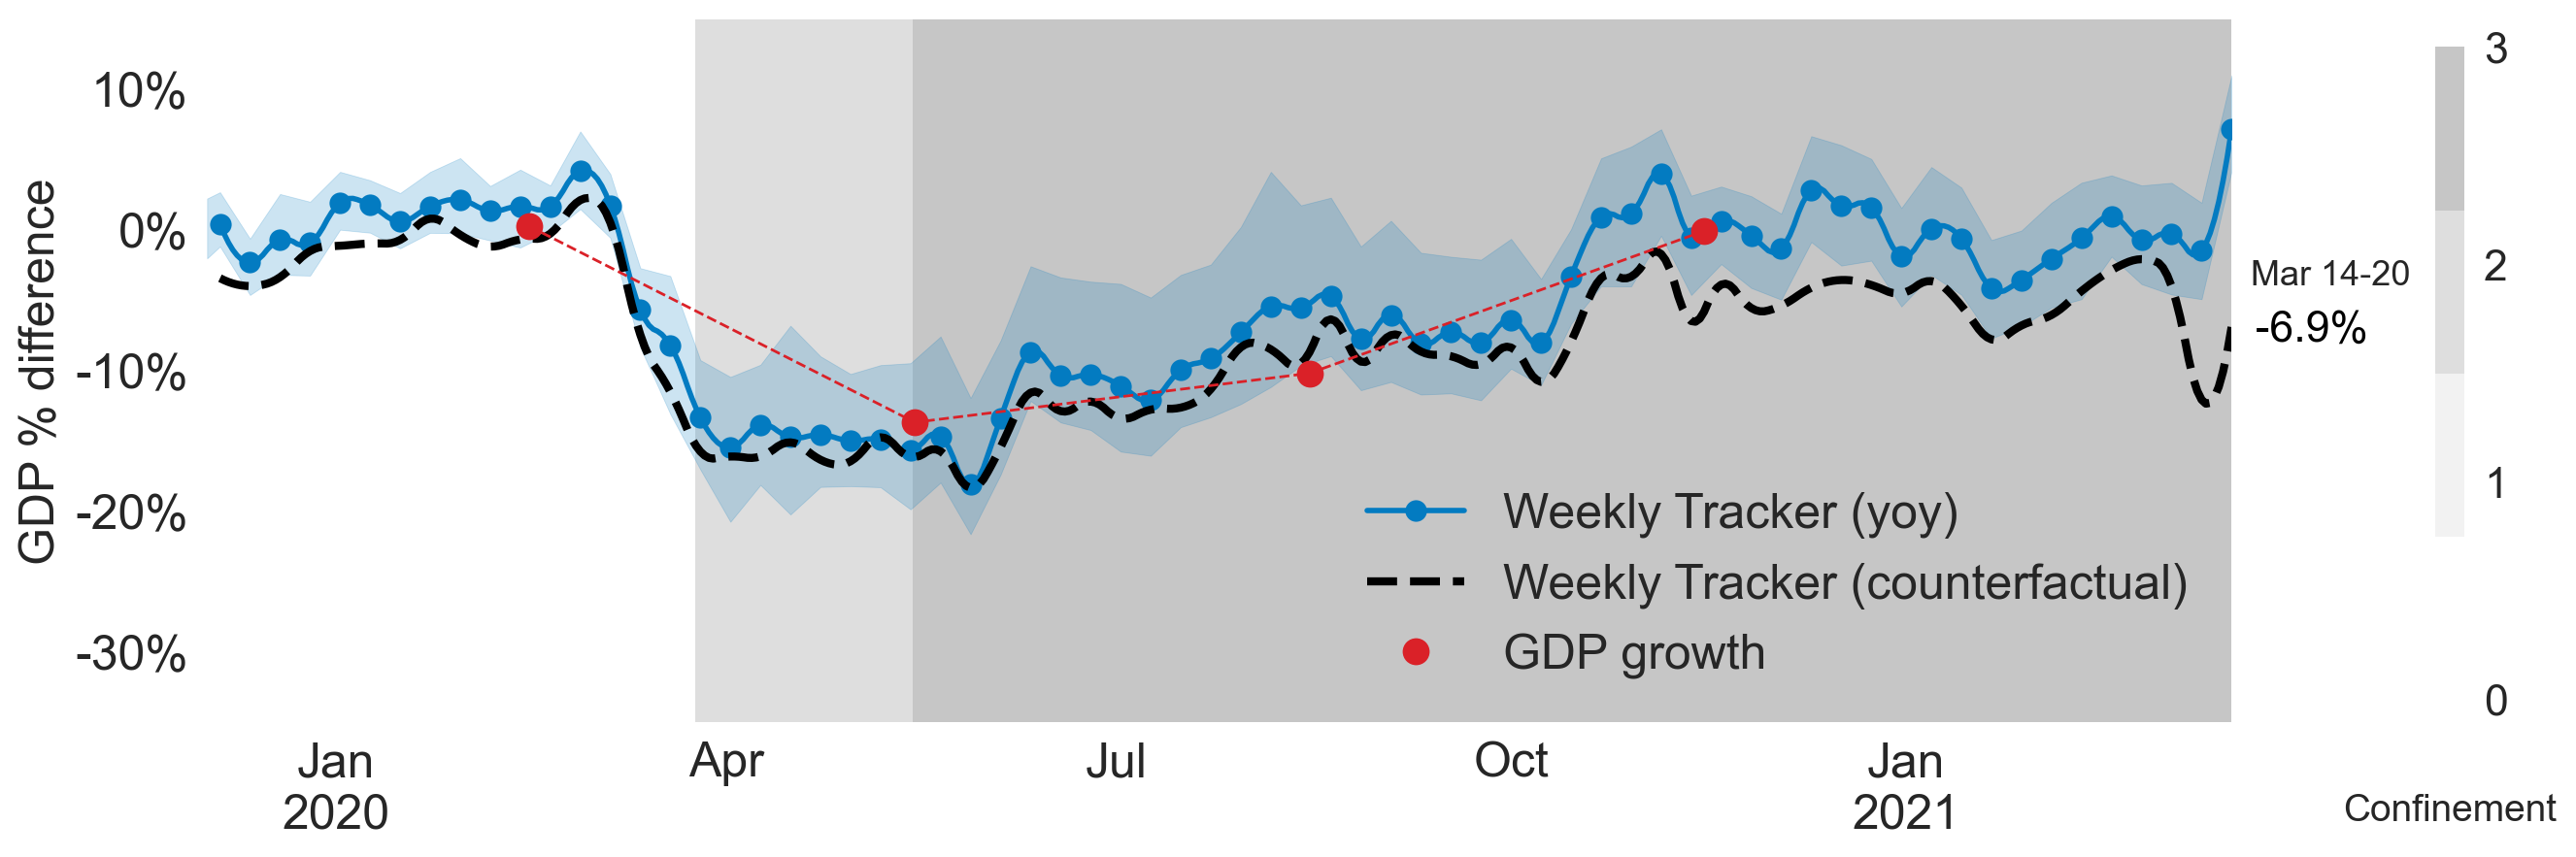 GDP % difference
10%
0%
-10%
-20%
-30%
Jan
2020
Apr
Jul
Oct
Jan
2021
Weekly Tracker (yoy)
Weekly Tracker (counterfactual)
GDP growth
Mar 14-20
-6.9%
3
2
1
0
Confinement